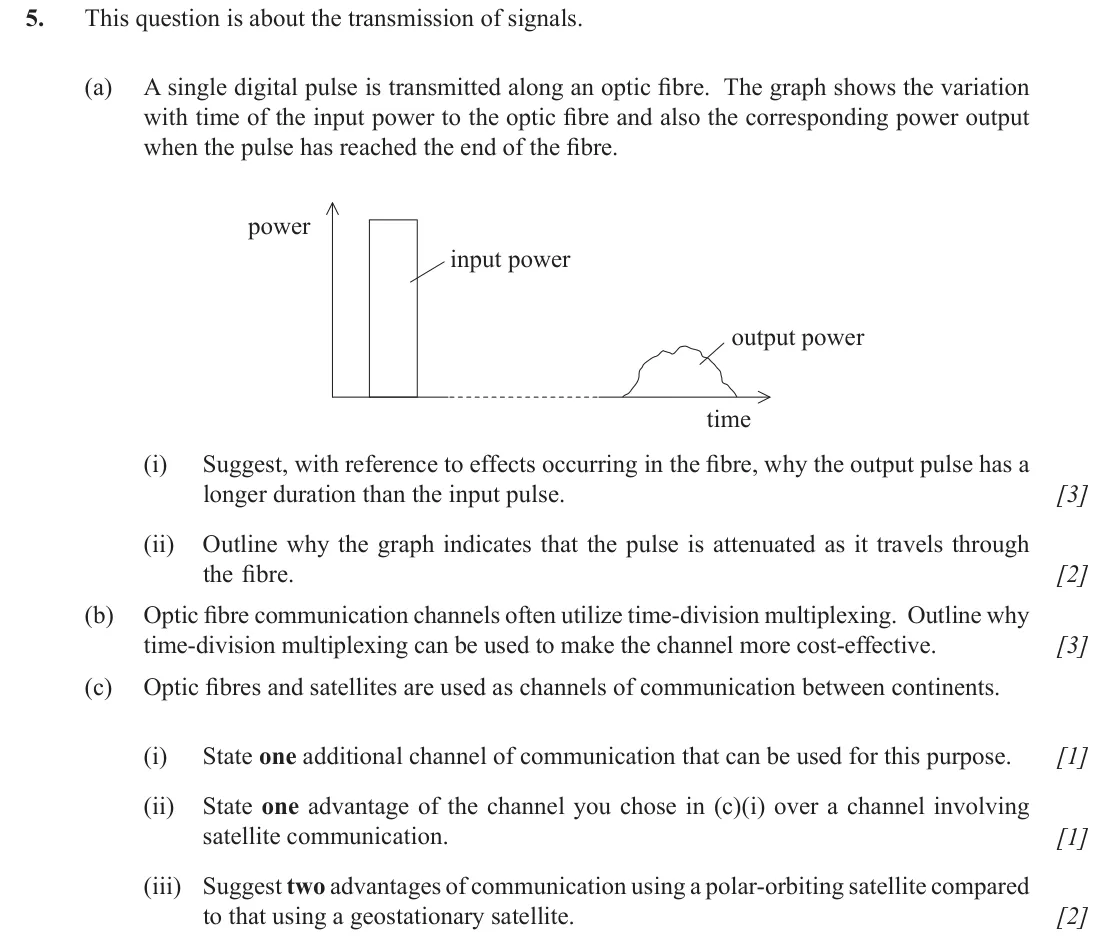 5. This question is about the transmission of signals.
(a) A single digital pulse is transmitted along an optic fibre. The graph shows the variation
with time of the input power to the optic fibre and also the corresponding power output
when the pulse has reached the end of the fibre.
power
input power
output power
time
(i) Suggest, with reference to effects occurring in the fibre, why the output pulse has a
longer duration than the input pulse. [3]
(ii) Outline why the graph indicates that the pulse is attenuated as it travels through
the fibre. [2]
(b) Optic fibre communication channels often utilize time-division multiplexing. Outline why
time-division multiplexing can be used to make the channel more cost-effective. [3]
(c) Optic fibres and satellites are used as channels of communication between continents.
(i) State one additional channel of communication that can be used for this purpose. [1]
(ii) State one advantage of the channel you chose in (c)(i) over a channel involving
satellite communication. [1]
(iii) Suggest two advantages of communication using a polar-orbiting satellite compared
to that using a geostationary satellite. [2]